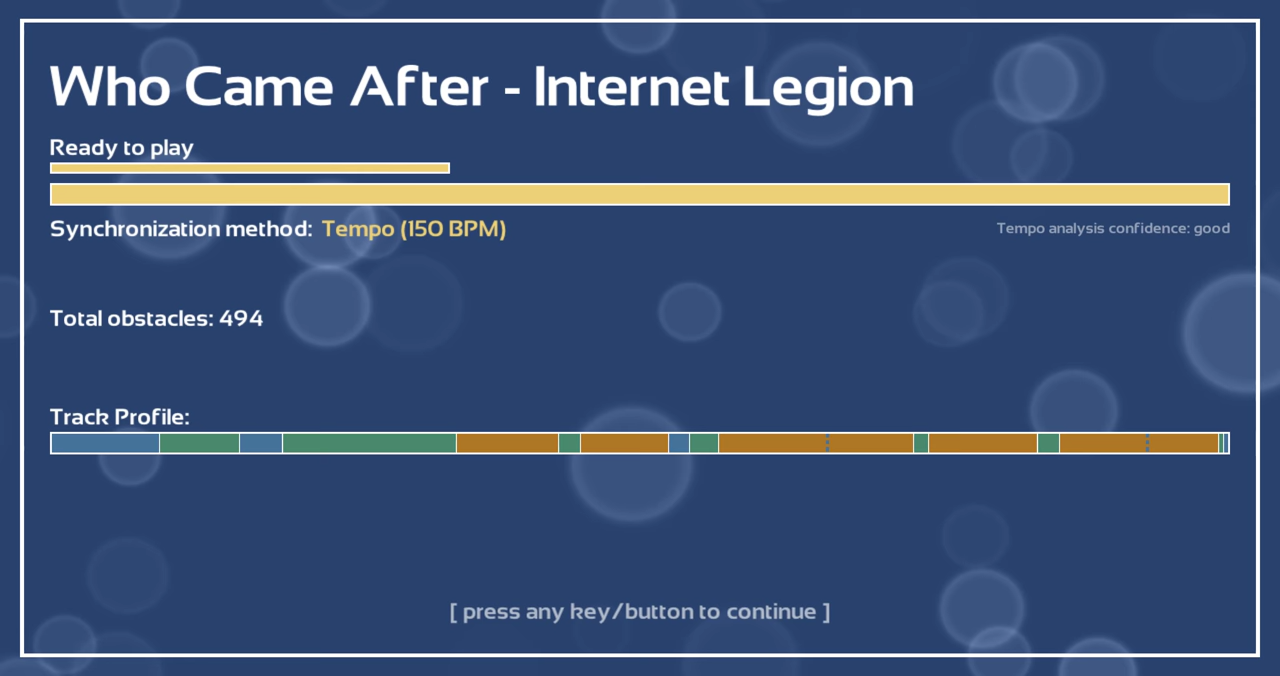 Who Came After - Internet Legion
Ready to play
Synchronization method: Tempo (150 BPM)
Tempo analysis confidence: good
Total obstacles: 494
Track Profile:
[ press any key/button to continue ]